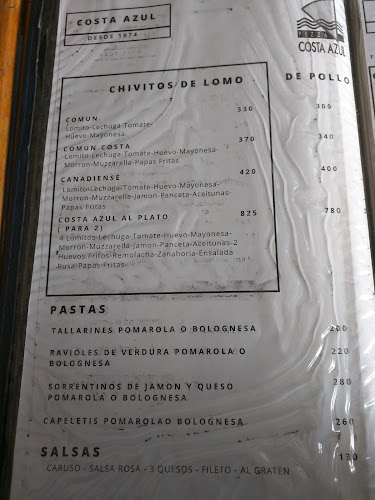 COSTA AZUL
DESDE 1974
PIZZA
COSTA AZUL
CHIVITOS DE LOMO DE POLLO
COMUN 330 300
Lomito-Lechuga-Tomate-
Huevo-Mayonesa
COMUN COSTA 370 340
Lomito-Lechuga-Tomate-Huevo-Mayonesa-
Morron-Muzzarella-Papas Fritas
CANADIENSE 420 400
Lomito-Lechuga-Tomate-Huevo-Mayonesa-
Morron-Muzzarella-Jamon-Panceta-Aceitunas-
Papas Fritas
COSTA AZUL AL PLATO 825 780
( PARA 2)
4 Lomitos-Lechuga-Tomate-Huevo-Mayonesa-
Morron-Muzzarella-Jamon-Panceta-Aceitunas-2
Huevos Fritos-Remolacha-Zanahoria-Ensalada
Rusa-Papas Fritas-
PASTAS
TALLARINES POMAROLA O BOLOGNESA 200
RAVIOLES DE VERDURA POMAROLA O 220
BOLOGNESA
SORRENTINOS DE JAMON Y QUESO 280
POMAROLA O BOLOGNESA
CAPELETIS POMAROLAO BOLOGNESA 260
SALSAS 130
CARUSO - SALSA ROSA - 3 QUESOS - FILETO - AL GRATEN